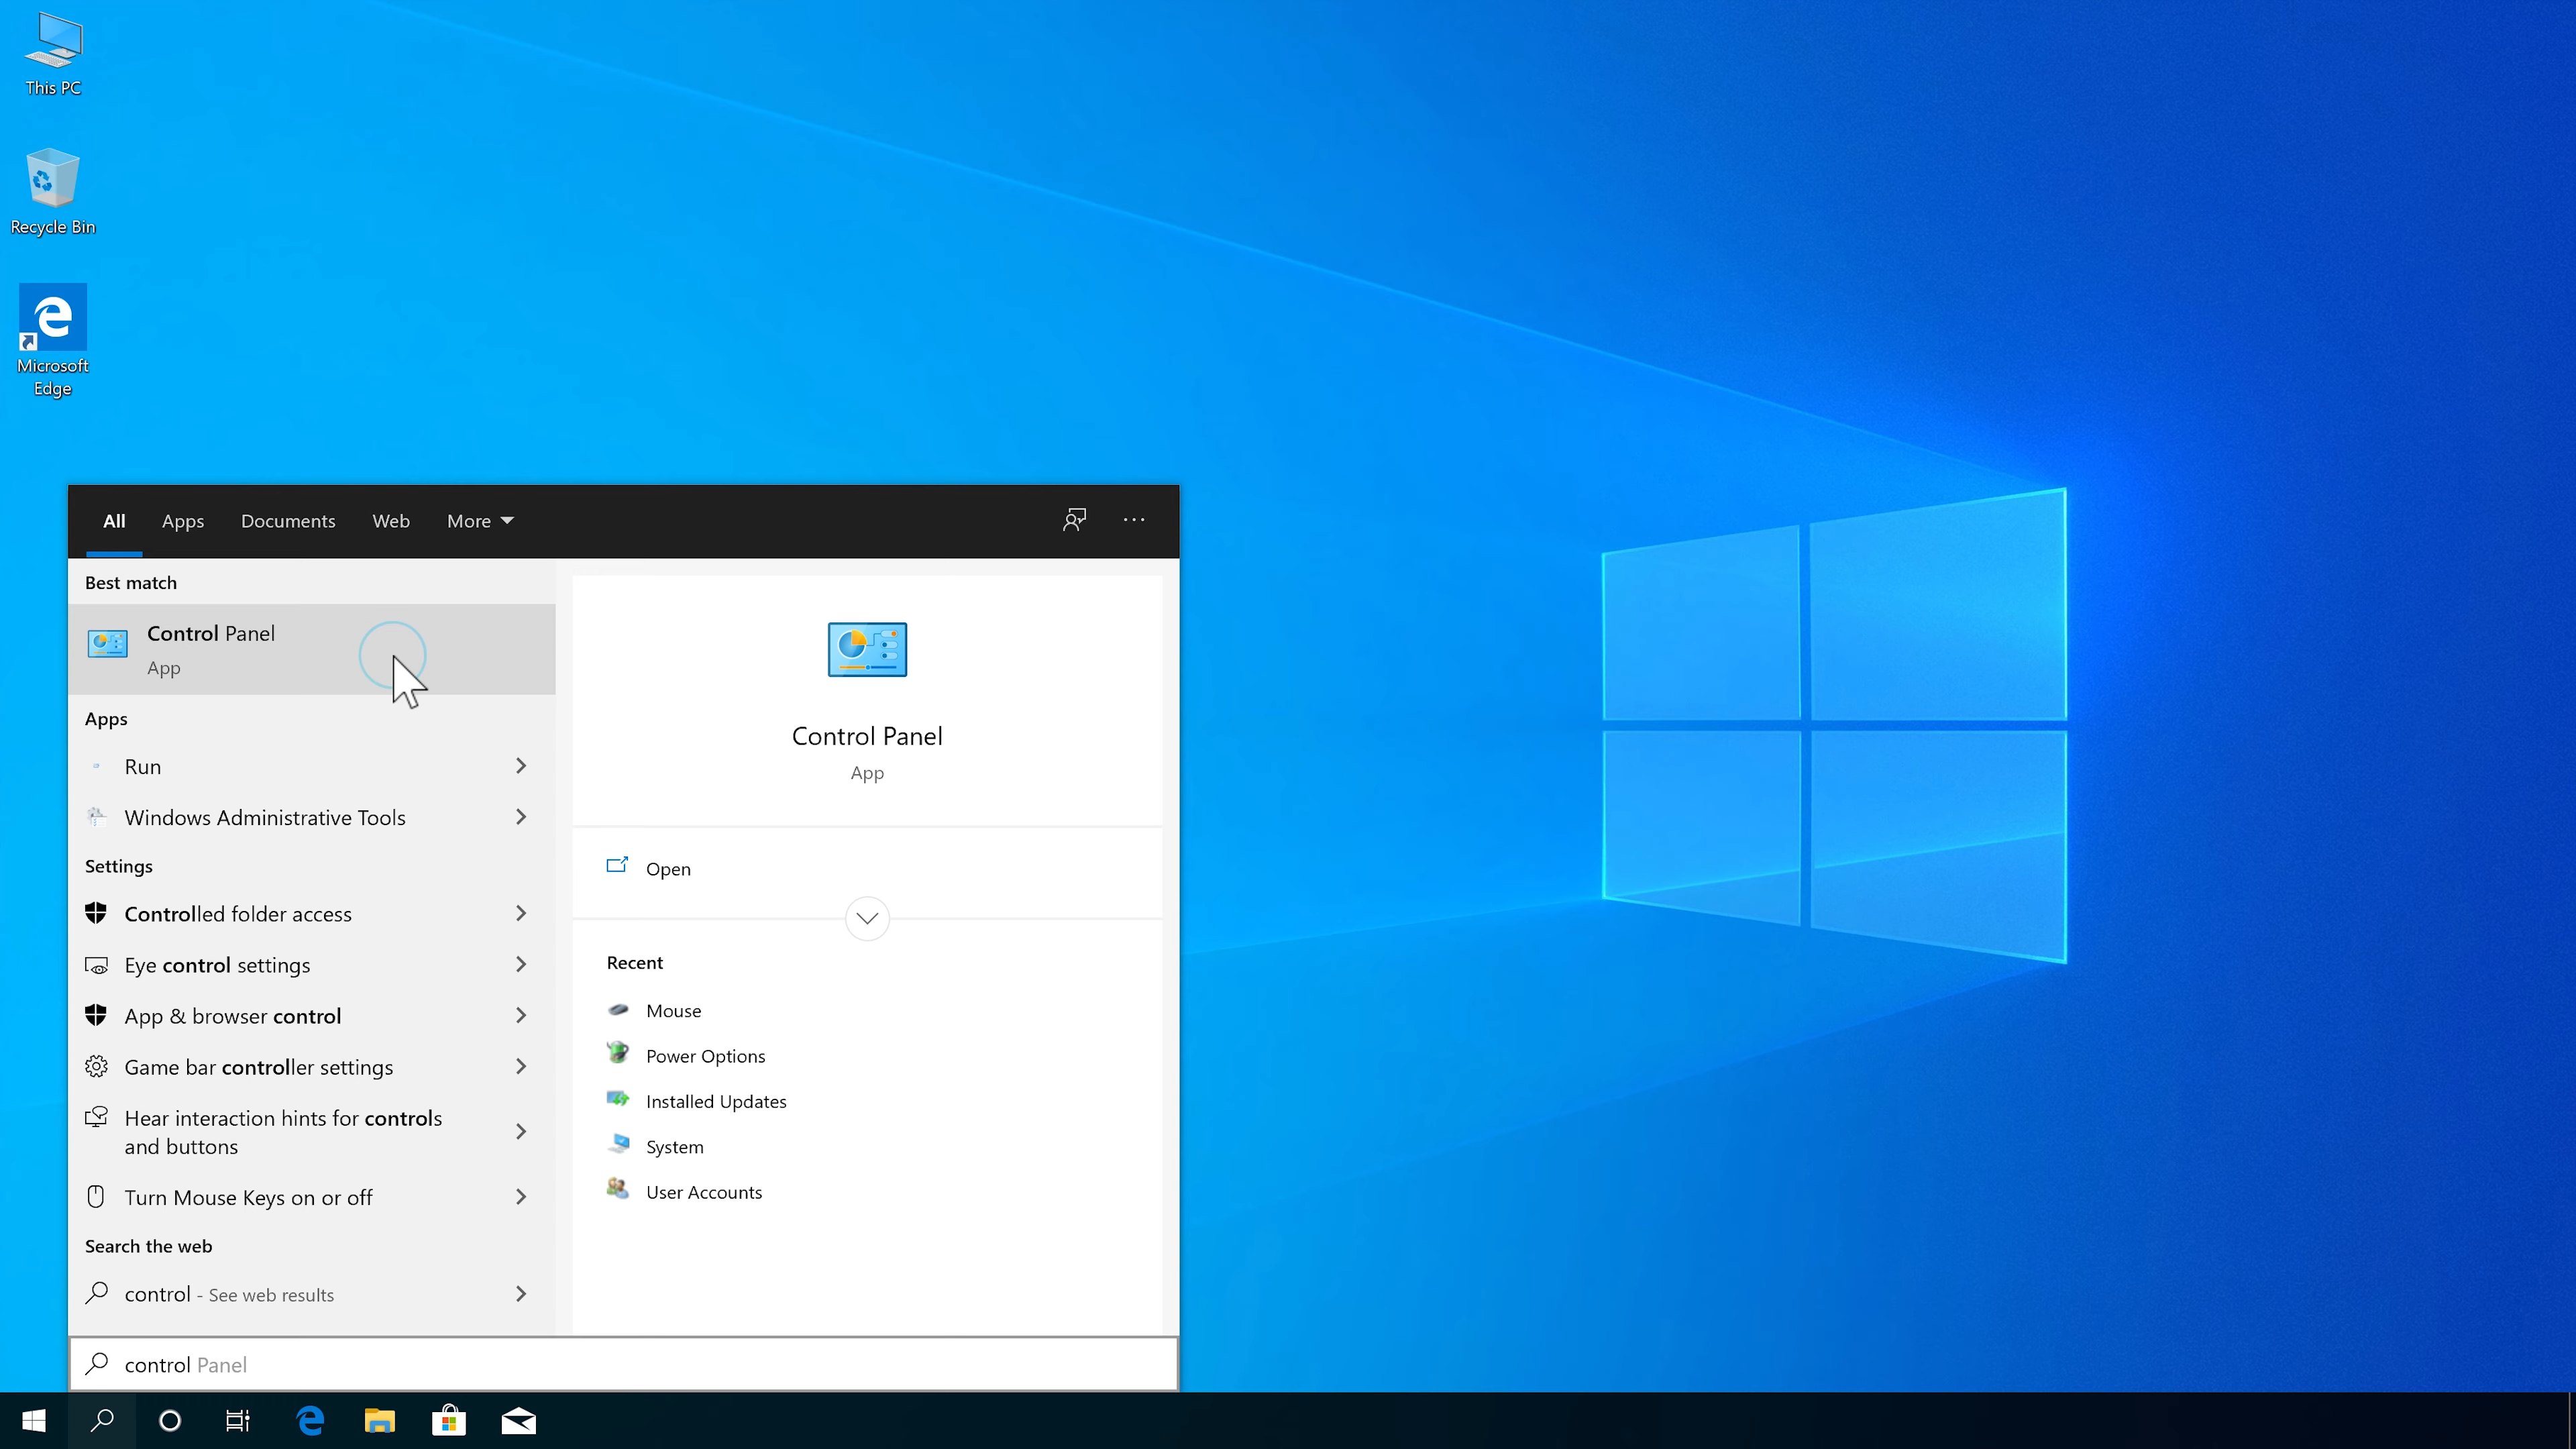 This PC
Recycle Bin
Microsoft
Edge
All Apps Documents Web More
Best match
Control Panel
App
Apps
Run
Windows Administrative Tools
Settings
Controlled folder access
Eye control settings
App & browser control
Game bar controller settings
Hear interaction hints for controls
and buttons
Turn Mouse Keys on or off
Search the web
control - See web results
Control Panel
App
Open
Recent
Mouse
Power Options
Installed Updates
System
User Accounts
control Panel